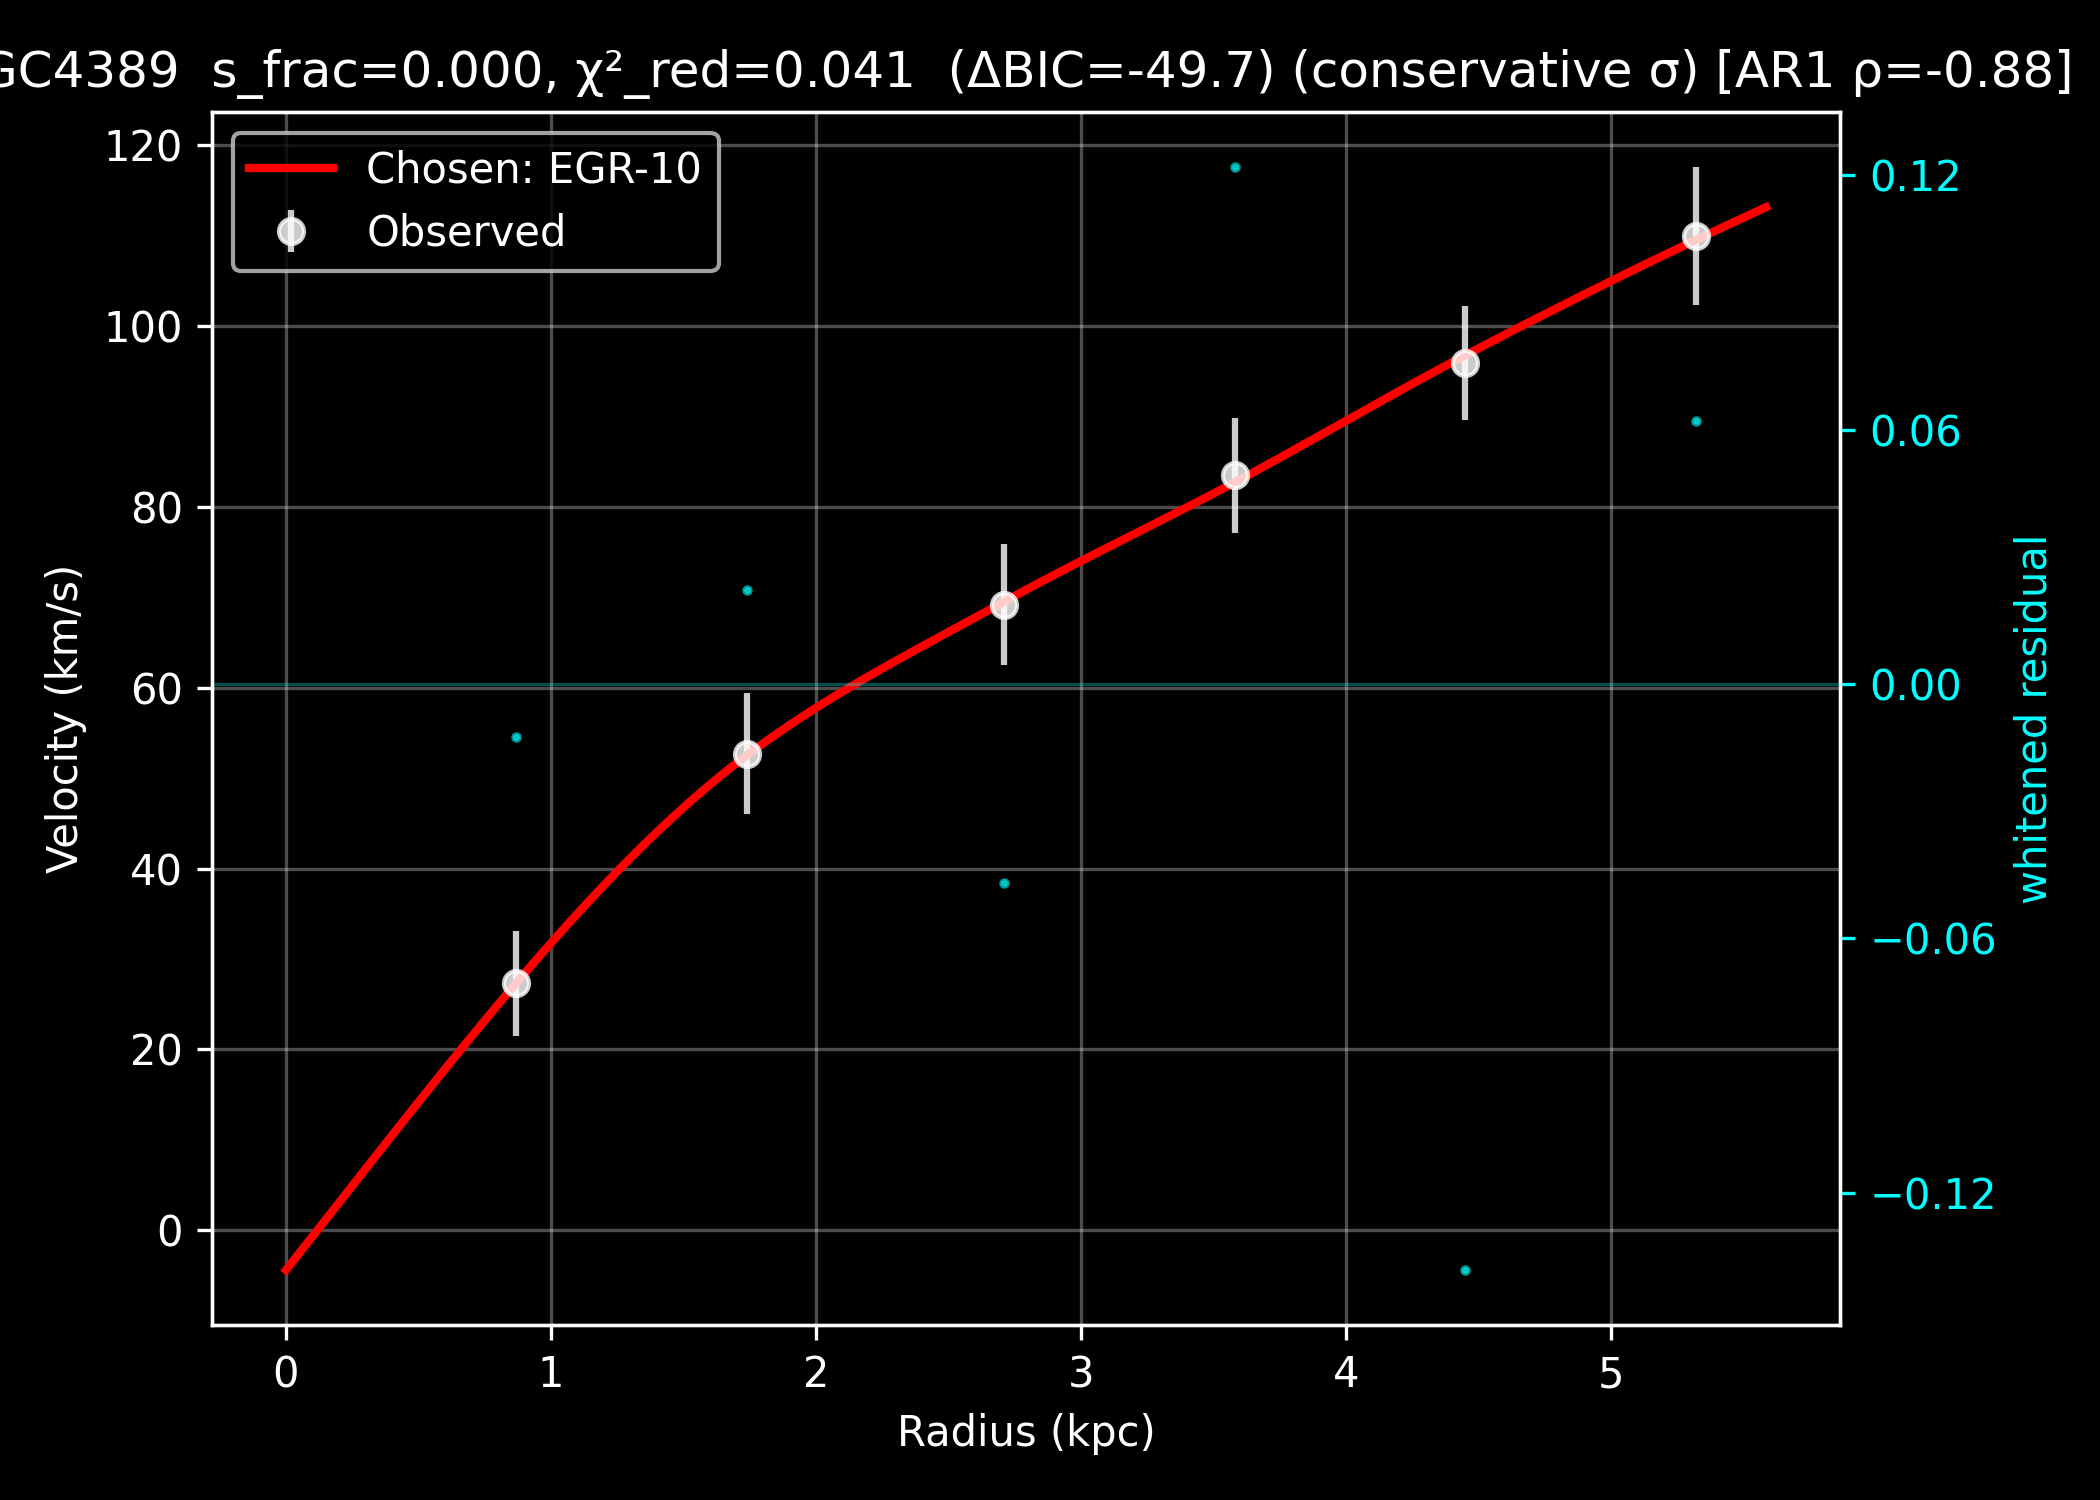 GC4389 s_frac=0.000, χ²_red=0.041 (ΔBIC=-49.7) (conservative σ) [AR1 ρ=-0.88]
Chosen: EGR-10
Observed
Velocity (km/s)
120
100
80
60
40
20
0
0.12
0.06
0.00
−0.06
−0.12
whitened residual
0 1 2 3 4 5
Radius (kpc)